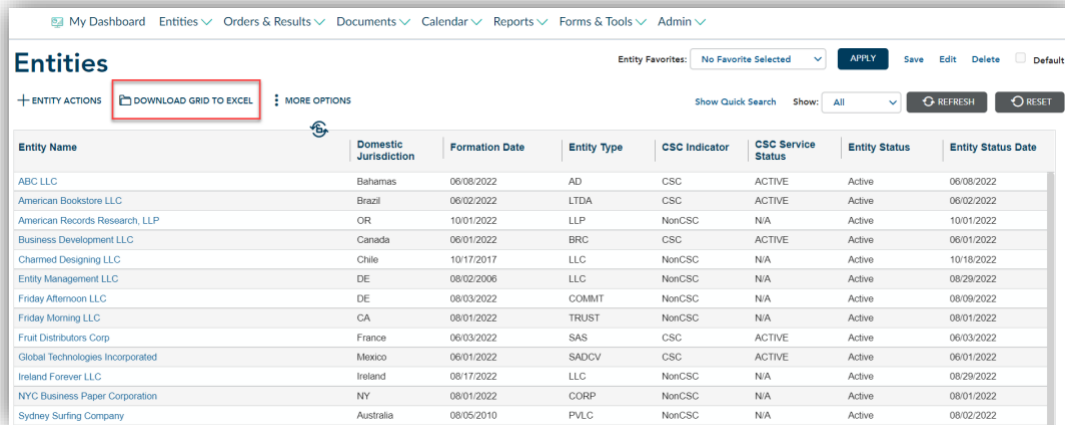 My Dashboard Entities Orders & Results Documents Calendar Reports Forms & Tools Admin
Entities
Entity Favorites: No Favorite Selected APPLY Save Edit Delete Default
ENTITY ACTIONS DOWNLOAD GRID TO EXCEL MORE OPTIONS
Show Quick Search Show: All REFRESH RESET
Entity Name Domestic Jurisdiction Formation Date Entity Type CSC Indicator CSC Service Status Entity Status Entity Status Date
ABC LLC Bahamas 06/08/2022 AD CSC ACTIVE Active 06/08/2022
American Bookstore LLC Brazil 06/02/2022 LTDA CSC ACTIVE Active 06/02/2022
American Records Research, LLP OR 10/01/2022 LLP NonCSC N/A Active 10/01/2022
Business Development LLC Canada 06/01/2022 BRC CSC ACTIVE Active 06/01/2022
Charmed Designing LLC Chile 10/17/2017 LLC NonCSC N/A Active 10/18/2022
Entity Management LLC DE 08/02/2006 LLC NonCSC N/A Active 08/29/2022
Friday Afternoon LLC DE 08/03/2022 COMMT NonCSC N/A Active 08/09/2022
Friday Morning LLC CA 08/01/2022 TRUST NonCSC N/A Active 08/01/2022
Fruit Distributors Corp France 06/03/2022 SAS CSC ACTIVE Active 06/03/2022
Global Technologies Incorporated Mexico 06/01/2022 SADCV CSC ACTIVE Active 06/01/2022
Ireland Forever LLC Ireland 08/17/2022 LLC NonCSC N/A Active 08/29/2022
NYC Business Paper Corporation NY 08/01/2022 CORP NonCSC N/A Active 08/01/2022
Sydney Surfing Company Australia 08/05/2010 PVLC NonCSC N/A Active 08/02/2022